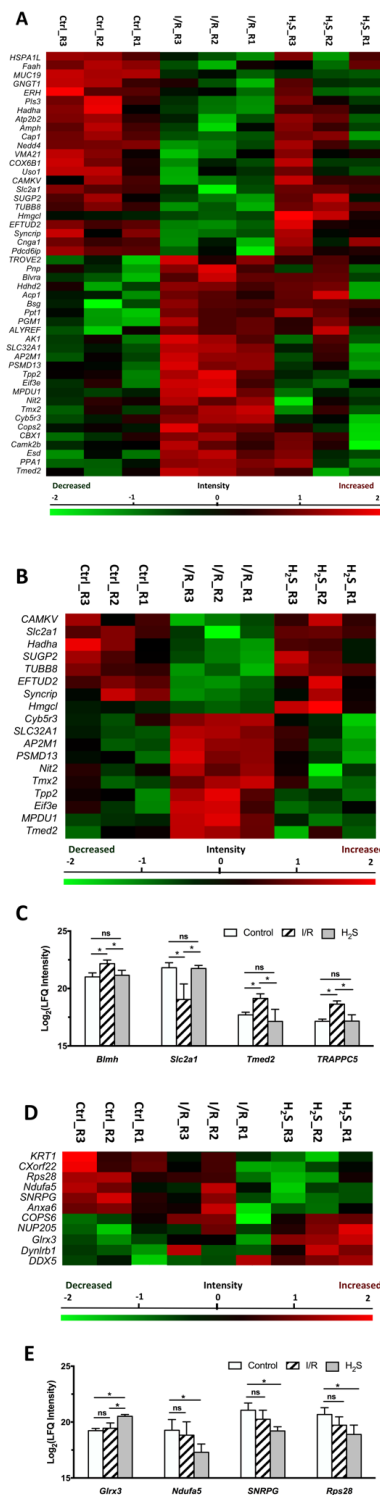 A
Ctrl_R3 Ctrl_R2 Ctrl_R1 I/R_R3 I/R_R2 I/R_R1 H₂S_R3 H₂S_R2 H₂S_R1
HSPA1L
Faah
MUC19
GNGT1
ERH
Pls3
Hadha
Atp2b2
Amph
Cap1
Nedd4
VMA21
COX6B1
Uso1
CAMKV
Slc2a1
SUGP2
TUBB8
Hmgcl
EFTUD2
Syncrip
Cnga1
Pdcd6ip
TROVE2
Pnp
Blvra
Hdhd2
Acp1
Bsg
Ppt1
PGM1
ALYREF
AK1
SLC32A1
AP2M1
PSMD13
Tpp2
Eif3e
MPDU1
Nit2
Tmx2
Cyb5r3
Cops2
CBX1
Camk2b
Esd
PPA1
Tmed2
Decreased Intensity Increased
-2 -1 0 1 2
B
Ctrl_R3 Ctrl_R2 Ctrl_R1 I/R_R3 I/R_R2 I/R_R1 H₂S_R3 H₂S_R2 H₂S_R1
CAMKV
Slc2a1
Hadha
SUGP2
TUBB8
EFTUD2
Syncrip
Hmgcl
Cyb5r3
SLC32A1
AP2M1
PSMD13
Nit2
Tmx2
Tpp2
Eif3e
MPDU1
Tmed2
Decreased Intensity Increased
-2 -1 0 1 2
C
Log₂(LFQ Intensity)
25
20
15
Control I/R H₂S
ns ns ns ns
* * * * * * * *
Blmh Slc2a1 Tmed2 TRAPPC5
D
Ctrl_R3 Ctrl_R2 Ctrl_R1 I/R_R3 I/R_R2 I/R_R1 H₂S_R3 H₂S_R2 H₂S_R1
KRT1
CXorf22
Rps28
Ndufa5
SNRPG
Anxa6
COPS6
NUP205
Glrx3
Dynlrb1
DDX5
Decreased Intensity Increased
-2 -1 0 1 2
E
Log₂(LFQ Intensity)
25
20
15
Control I/R H₂S
* * * *
ns * ns ns ns
Glrx3 Ndufa5 SNRPG Rps28